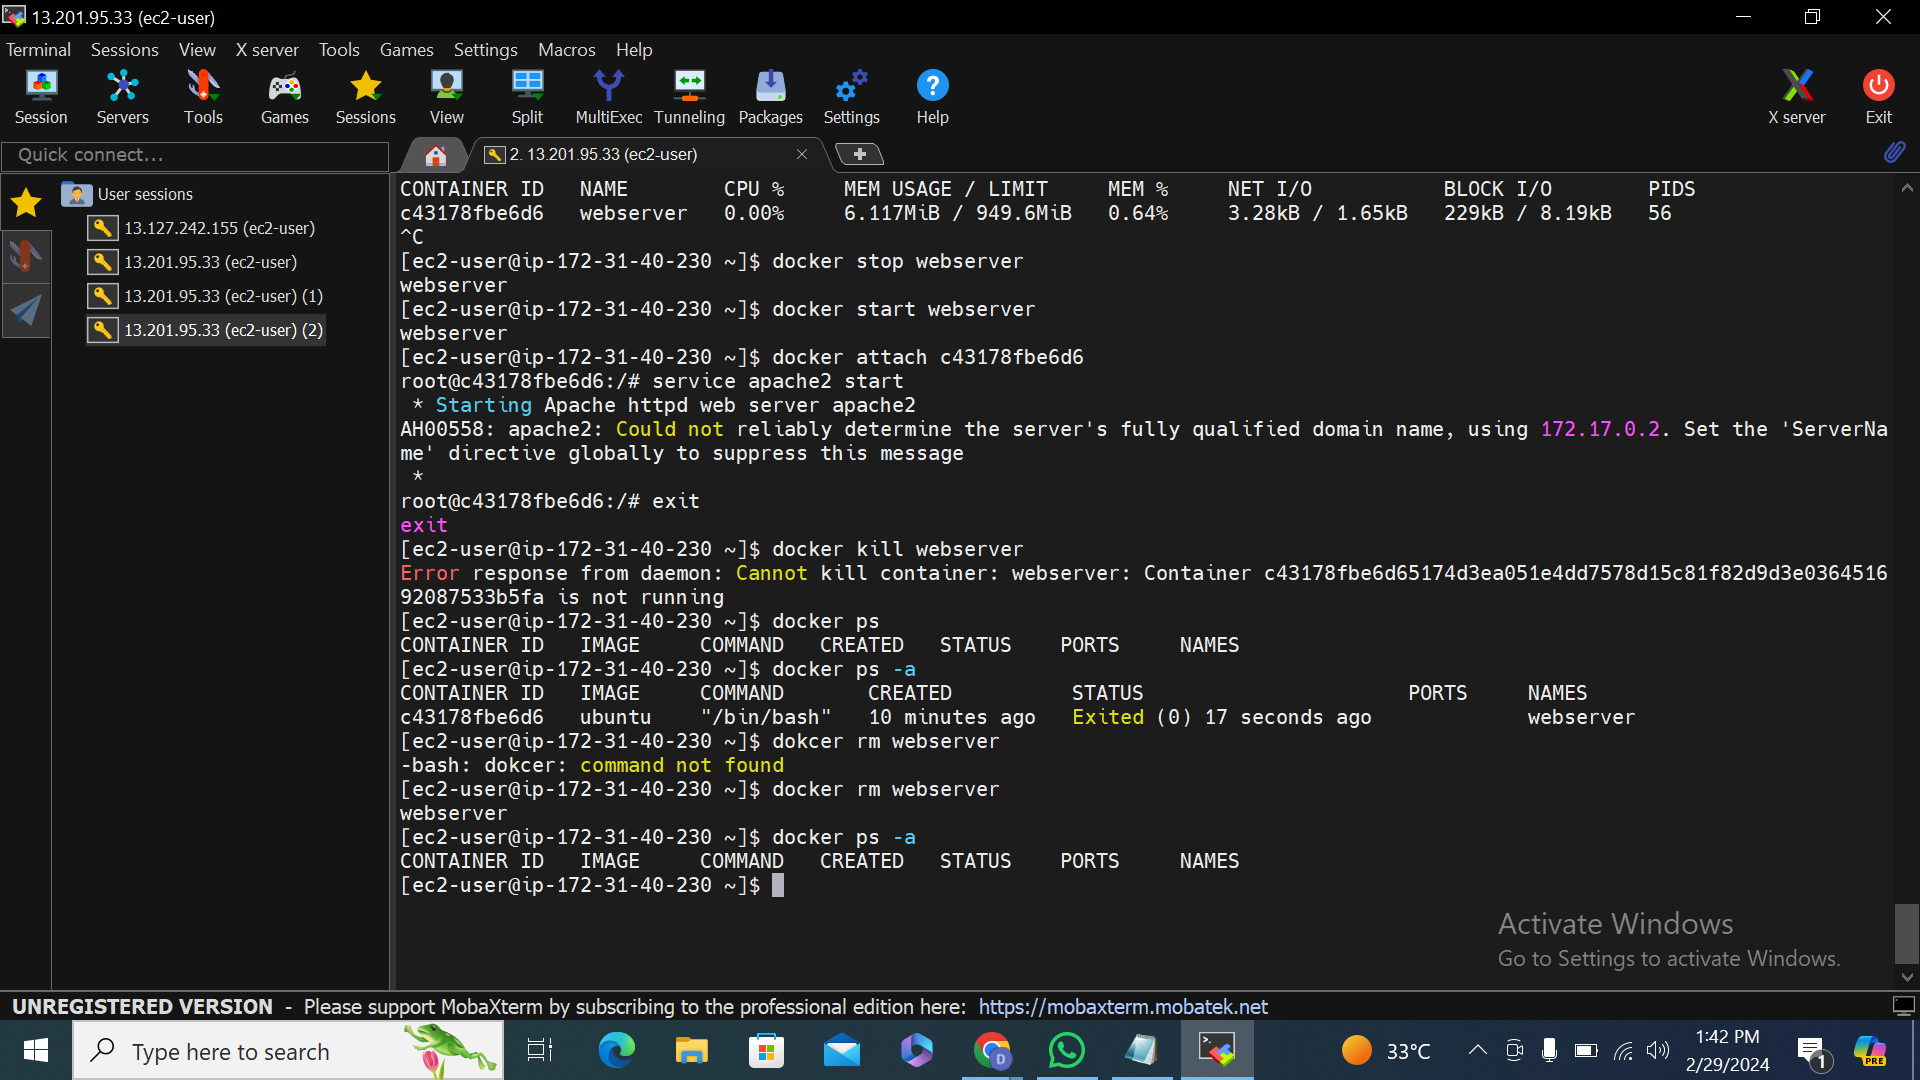 13.201.95.33 (ec2-user)
Terminal Sessions View X server Tools Games Settings Macros Help
Session Servers Tools Games Sessions View Split MultiExec Tunneling Packages Settings Help X server Exit
Quick connect...
2. 13.201.95.33 (ec2-user)
User sessions
13.127.242.155 (ec2-user)
13.201.95.33 (ec2-user)
13.201.95.33 (ec2-user) (1)
13.201.95.33 (ec2-user) (2)
CONTAINER ID NAME CPU % MEM USAGE / LIMIT MEM % NET I/O BLOCK I/O PIDS
c43178fbe6d6 webserver 0.00% 6.117MiB / 949.6MiB 0.64% 3.28kB / 1.65kB 229kB / 8.19kB 56
^C
[ec2-user@ip-172-31-40-230 ~]$ docker stop webserver
webserver
[ec2-user@ip-172-31-40-230 ~]$ docker start webserver
webserver
[ec2-user@ip-172-31-40-230 ~]$ docker attach c43178fbe6d6
root@c43178fbe6d6:/# service apache2 start
* Starting Apache httpd web server apache2
AH00558: apache2: Could not reliably determine the server's fully qualified domain name, using 172.17.0.2. Set the 'ServerNa
me' directive globally to suppress this message
*
root@c43178fbe6d6:/# exit
exit
[ec2-user@ip-172-31-40-230 ~]$ docker kill webserver
Error response from daemon: Cannot kill container: webserver: Container c43178fbe6d65174d3ea051e4dd7578d15c81f82d9d3e0364516
92087533b5fa is not running
[ec2-user@ip-172-31-40-230 ~]$ docker ps
CONTAINER ID IMAGE COMMAND CREATED STATUS PORTS NAMES
[ec2-user@ip-172-31-40-230 ~]$ docker ps -a
CONTAINER ID IMAGE COMMAND CREATED STATUS PORTS NAMES
c43178fbe6d6 ubuntu "/bin/bash" 10 minutes ago Exited (0) 17 seconds ago webserver
[ec2-user@ip-172-31-40-230 ~]$ dokcer rm webserver
-bash: dokcer: command not found
[ec2-user@ip-172-31-40-230 ~]$ docker rm webserver
webserver
[ec2-user@ip-172-31-40-230 ~]$ docker ps -a
CONTAINER ID IMAGE COMMAND CREATED STATUS PORTS NAMES
[ec2-user@ip-172-31-40-230 ~]$
Activate Windows
Go to Settings to activate Windows.
UNREGISTERED VERSION - Please support MobaXterm by subscribing to the professional edition here: https://mobaxterm.mobatek.net
Type here to search
D
33°C
1:42 PM
2/29/2024
1
PRE